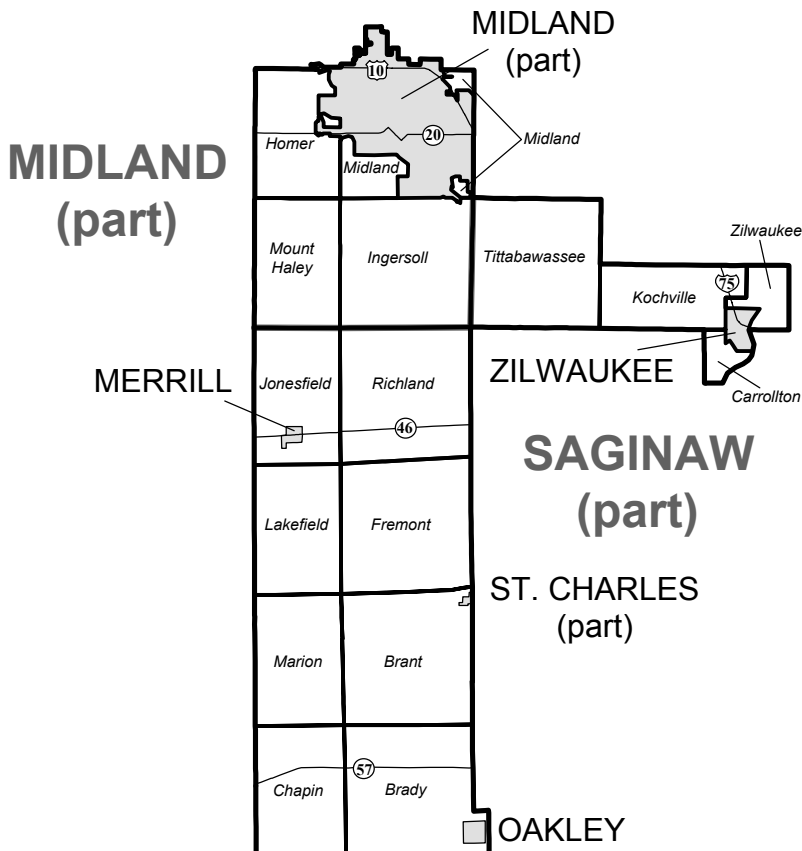 MIDLAND
(part)
10
20
Homer
Midland
Midland
MIDLAND
(part)
Mount
Haley
Ingersoll
Tittabawassee
Zilwaukee
75
Kochville
MERRILL
Jonesfield
Richland
ZILWAUKEE
Carrollton
46
SAGINAW
(part)
Lakefield
Fremont
ST. CHARLES
(part)
Marion
Brant
57
Chapin
Brady
OAKLEY